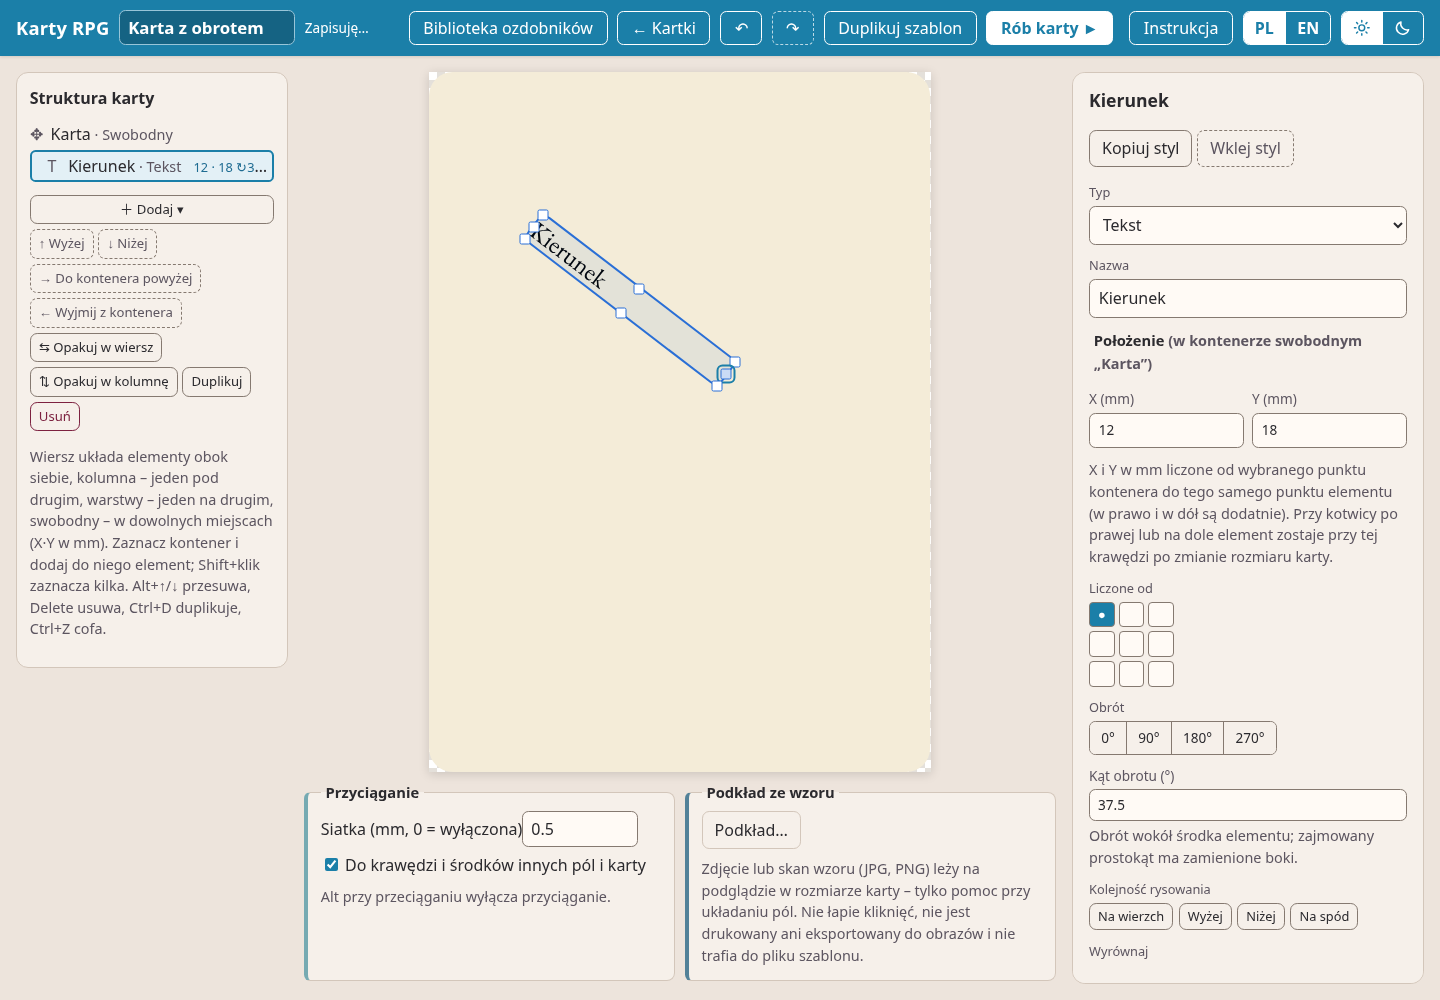 Karty RPG
Karta z obrotem
Zapisuję…
Biblioteka ozdobników
← Kartki
↶
↷
Duplikuj szablon
Rób karty ►
Instrukcja
PL
EN
Struktura karty
✥ Karta · Swobodny
T Kierunek · Tekst 12 · 18 ↻3…
＋ Dodaj ▾
↑ Wyżej
↓ Niżej
→ Do kontenera powyżej
← Wyjmij z kontenera
⇆ Opakuj w wiersz
⇅ Opakuj w kolumnę
Duplikuj
Usuń
Wiersz układa elementy obok
siebie, kolumna – jeden pod
drugim, warstwy – jeden na drugim,
swobodny – w dowolnych miejscach
(X·Y w mm). Zaznacz kontener i
dodaj do niego element; Shift+klik
zaznacza kilka. Alt+↑/↓ przesuwa,
Delete usuwa, Ctrl+D duplikuje,
Ctrl+Z cofa.
Kierunek
Przyciąganie
Siatka (mm, 0 = wyłączona) 0.5
Do krawędzi i środków innych pól i karty
Alt przy przeciąganiu wyłącza przyciąganie.
Podkład ze wzoru
Podkład…
Zdjęcie lub skan wzoru (JPG, PNG) leży na
podglądzie w rozmiarze karty – tylko pomoc przy
układaniu pól. Nie łapie kliknięć, nie jest
drukowany ani eksportowany do obrazów i nie
trafia do pliku szablonu.
Kierunek
Kopiuj styl
Wklej styl
Typ
Tekst
Nazwa
Kierunek
Położenie (w kontenerze swobodnym
„Karta”)
X (mm)
Y (mm)
12
18
X i Y w mm liczone od wybranego punktu
kontenera do tego samego punktu elementu
(w prawo i w dół są dodatnie). Przy kotwicy po
prawej lub na dole element zostaje przy tej
krawędzi po zmianie rozmiaru karty.
Liczone od
Obrót
0°
90°
180°
270°
Kąt obrotu (°)
37.5
Obrót wokół środka elementu; zajmowany
prostokąt ma zamienione boki.
Kolejność rysowania
Na wierzch
Wyżej
Niżej
Na spód
Wyrównaj